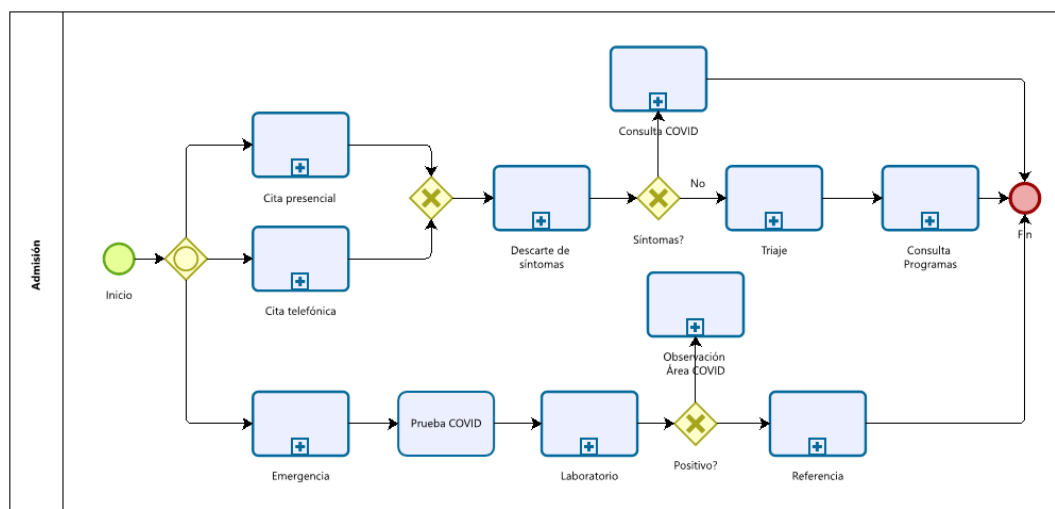 Admisión
Inicio
Cita presencial
Cita telefónica
Descarte de
síntomas
Consulta COVID
Síntomas?
No
Triaje
Consulta
Programas
Fin
Emergencia
Prueba COVID
Laboratorio
Observación
Área COVID
Positivo?
Referencia